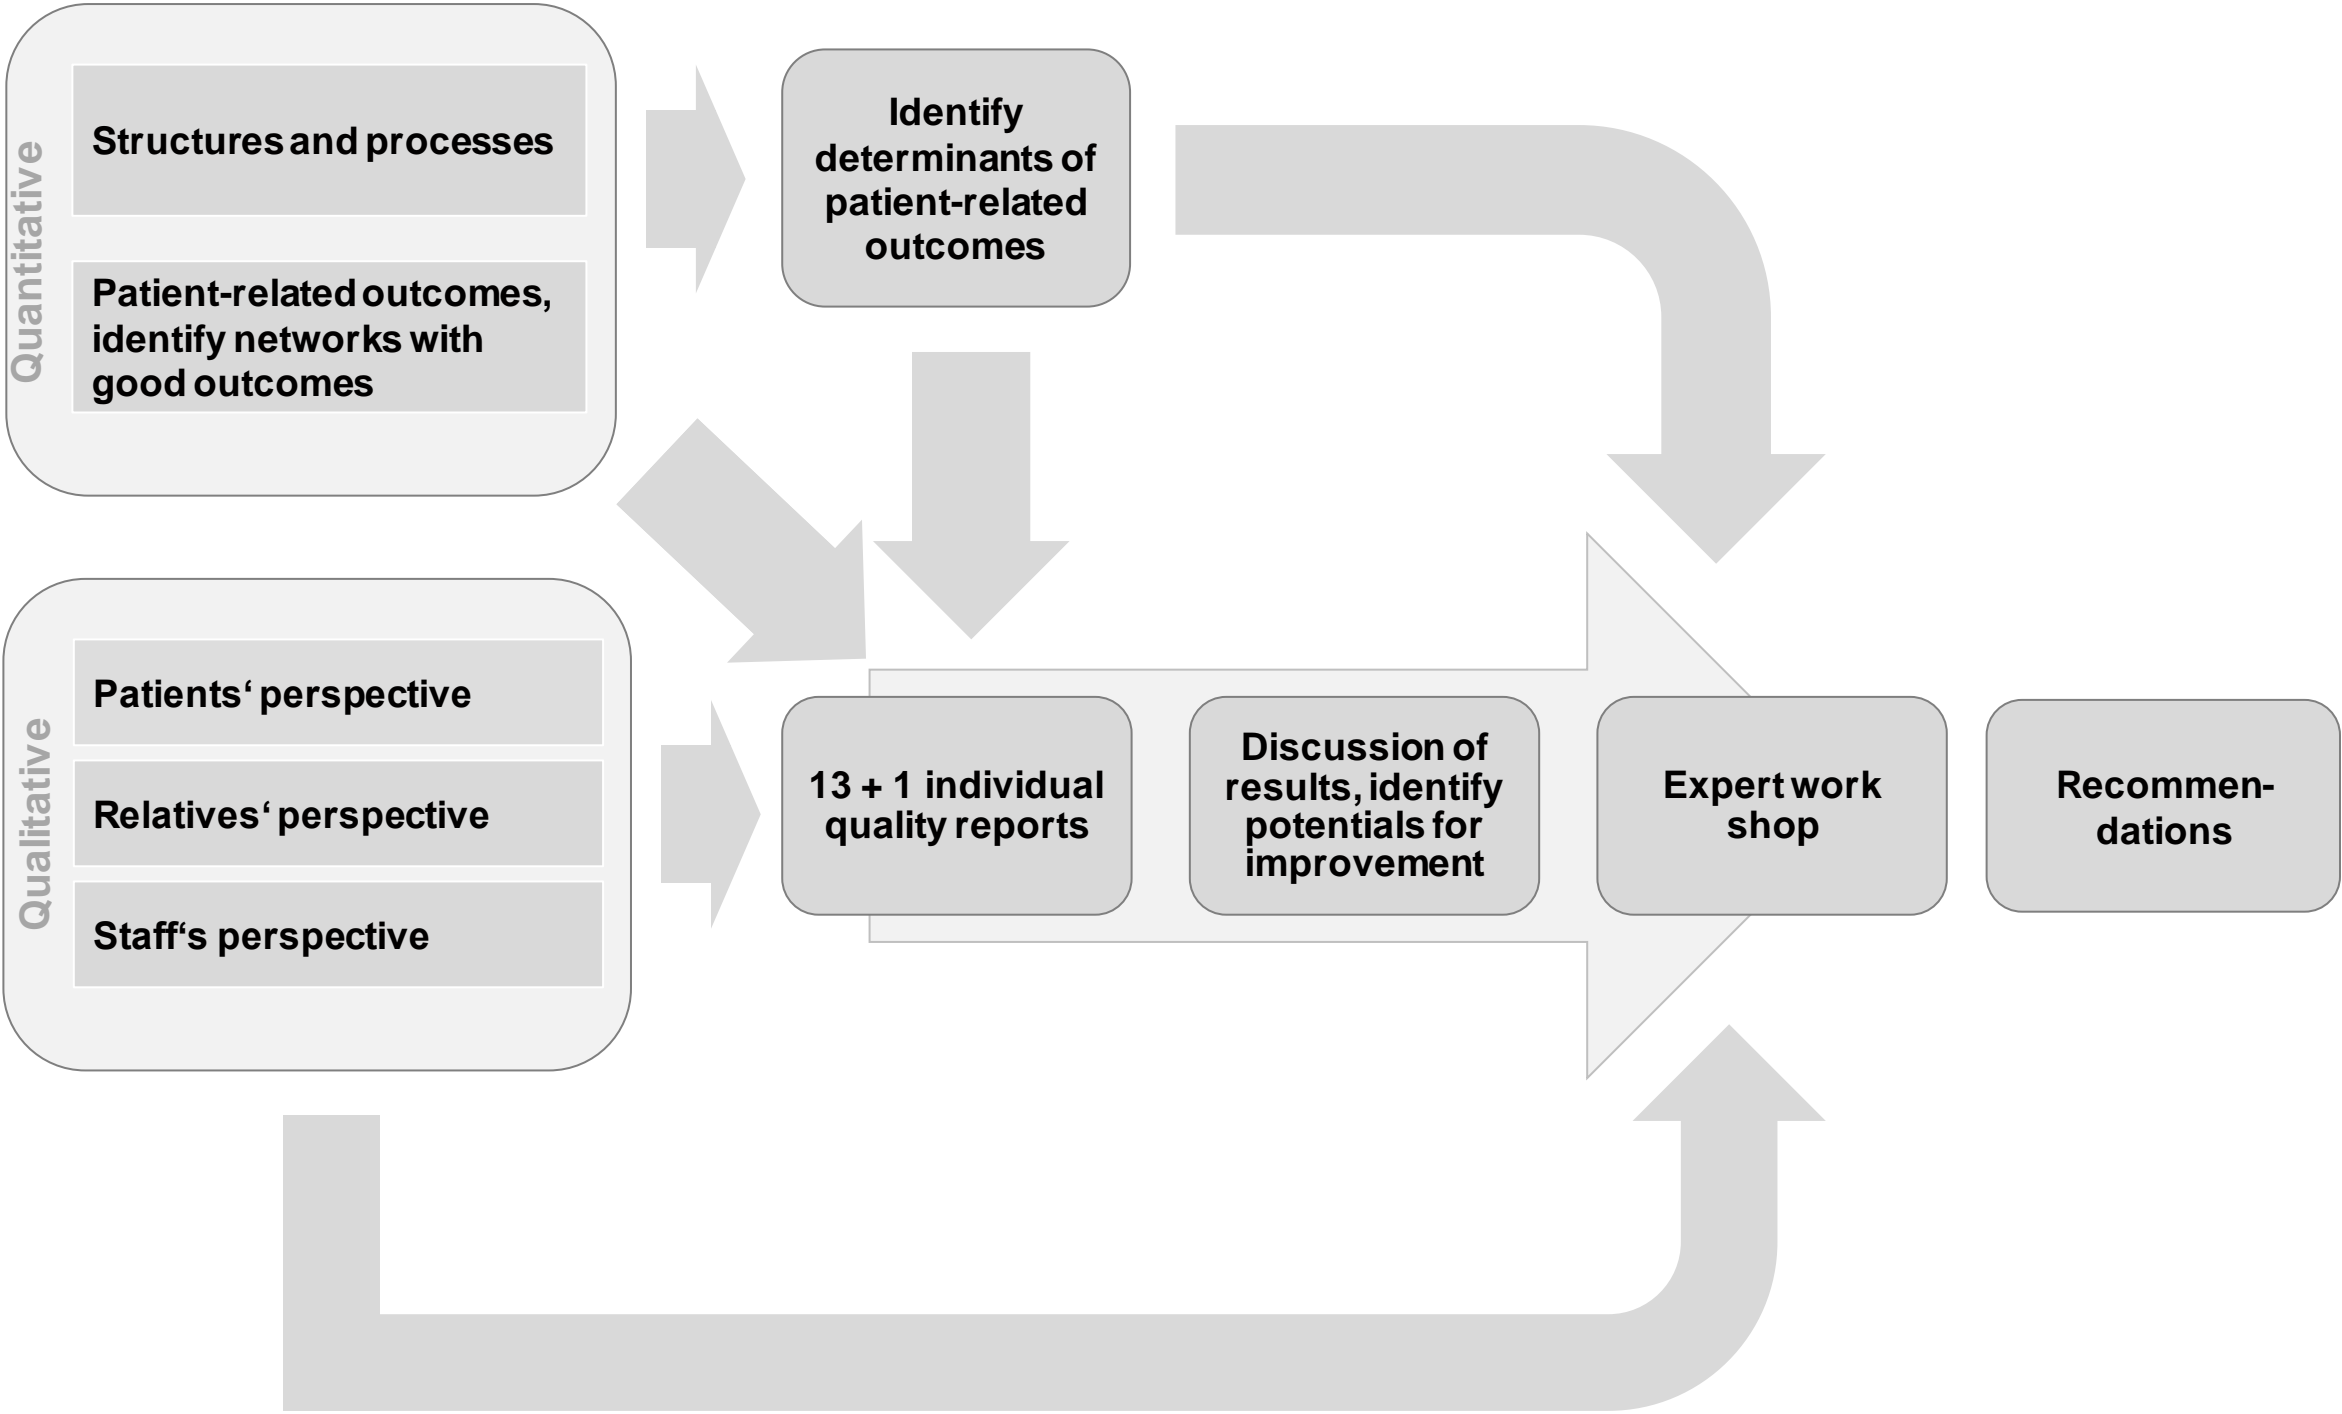 Quantitative
Structures and processes
Patient-related outcomes,
identify networks with
good outcomes
Identify
determinants of
patient-related
outcomes
Qualitative
Patients‘ perspective
Relatives‘ perspective
Staff‘s perspective
13 + 1 individual
quality reports
Discussion of
results, identify
potentials for
improvement
Expert work
shop
Recommen-
dations